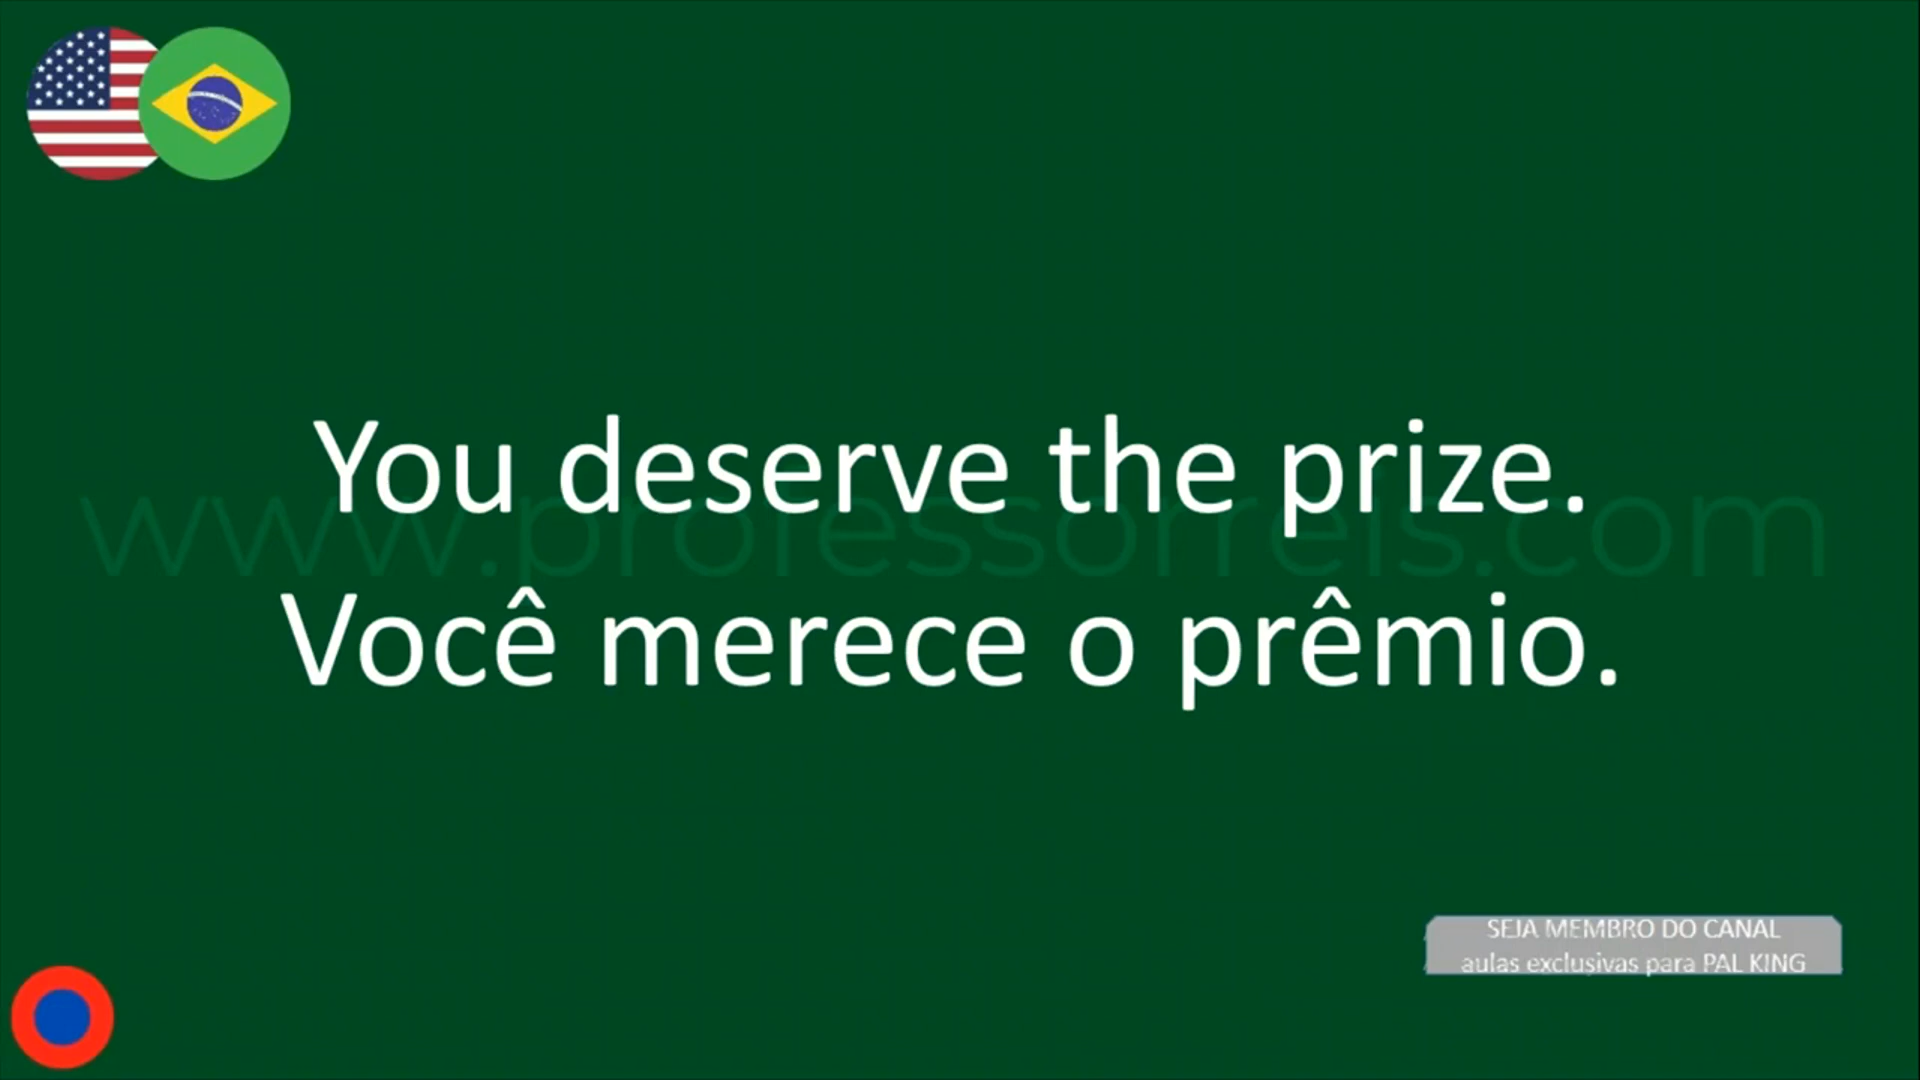 You deserve the prize.
www.professorreis.com
Você merece o prêmio.
SEJA MEMBRO DO CANAL
aulas exclusivas para PAL KING